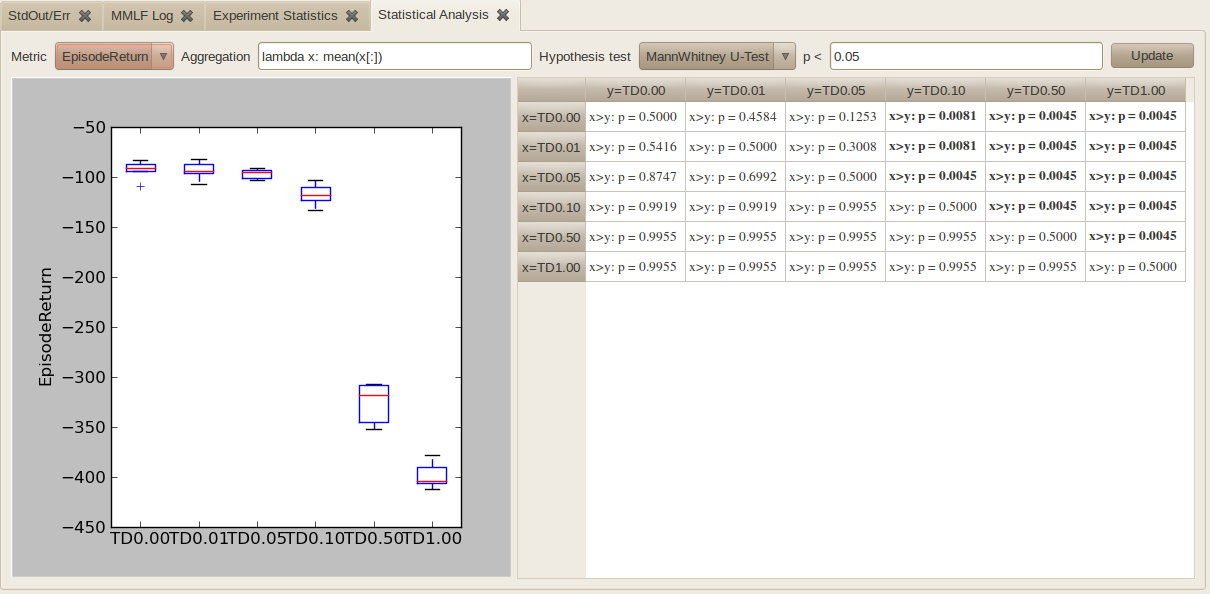 StdOut/Err MMLF Log Experiment Statistics Statistical Analysis
Metric EpisodeReturn Aggregation lambda x: mean(x[:]) Hypothesis test MannWhitney U-Test p < 0.05 Update
y=TD0.00 y=TD0.01 y=TD0.05 y=TD0.10 y=TD0.50 y=TD1.00
x=TD0.00 x>y: p = 0.5000 x>y: p = 0.4584 x>y: p = 0.1253 x>y: p = 0.0081 x>y: p = 0.0045 x>y: p = 0.0045
x=TD0.01 x>y: p = 0.5416 x>y: p = 0.5000 x>y: p = 0.3008 x>y: p = 0.0081 x>y: p = 0.0045 x>y: p = 0.0045
x=TD0.05 x>y: p = 0.8747 x>y: p = 0.6992 x>y: p = 0.5000 x>y: p = 0.0045 x>y: p = 0.0045 x>y: p = 0.0045
x=TD0.10 x>y: p = 0.9919 x>y: p = 0.9919 x>y: p = 0.9955 x>y: p = 0.5000 x>y: p = 0.0045 x>y: p = 0.0045
x=TD0.50 x>y: p = 0.9955 x>y: p = 0.9955 x>y: p = 0.9955 x>y: p = 0.9955 x>y: p = 0.5000 x>y: p = 0.0045
x=TD1.00 x>y: p = 0.9955 x>y: p = 0.9955 x>y: p = 0.9955 x>y: p = 0.9955 x>y: p = 0.9955 x>y: p = 0.5000
EpisodeReturn
−50
−100
−150
−200
−250
−300
−350
−400
−450
TD0.00 TD0.01 TD0.05 TD0.10 TD0.50 TD1.00